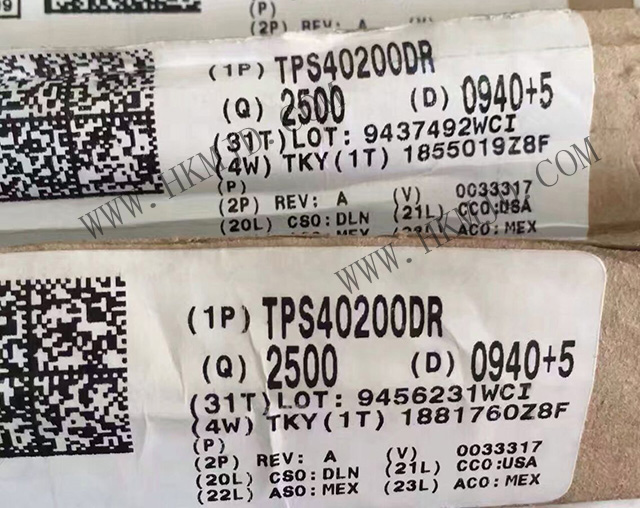 (P)
(2P) REV: A
(1P) TPS40200DR
(Q) 2500 (D) 0940+5
(31T)LOT: 9437492WCI
(4W) TKY(1T) 1855019Z8F
(P)
(2P) REV: A (V) 0033317
(20L) CSO:DLN (21L) CCO:USA
ACO:MEX
WWW.HKMJD.COM
(1P) TPS40200DR
(Q) 2500 (D) 0940+5
(31T)LOT: 9456231WCI
(4W) TKY(1T) 1881760Z8F
(P)
(2P) REV: A (V) 0033317
(20L) CSO:DLN (21L) CCO:USA
(22L) ASO:MEX (23L) ACO:MEX
WWW.HKMJD.COM